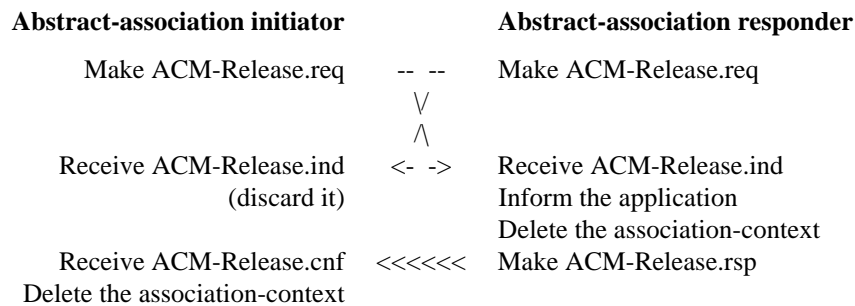 Abstract-association initiator Abstract-association responder
Make ACM-Release.req -- -- Make ACM-Release.req
\/
/\
Receive ACM-Release.ind <- -> Receive ACM-Release.ind
(discard it) Inform the application
Delete the association-context
Receive ACM-Release.cnf <<<<<< Make ACM-Release.rsp
Delete the association-context